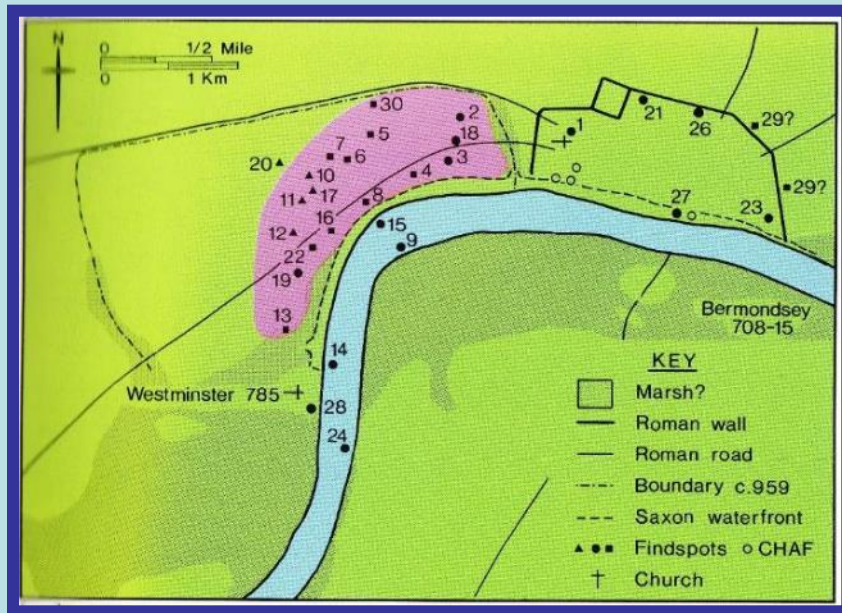 N
0 1/2 Mile
0 1 Km
30
2
1
21
26
29?
5
18
7
6
3
20
10
4
29?
11
17
8
27
23
16
15
12
9
22
19
13
Bermondsey
708-15
14
KEY
Westminster 785
Marsh?
28
Roman wall
24
Roman road
Boundary c.959
Saxon waterfront
Findspots CHAF
Church